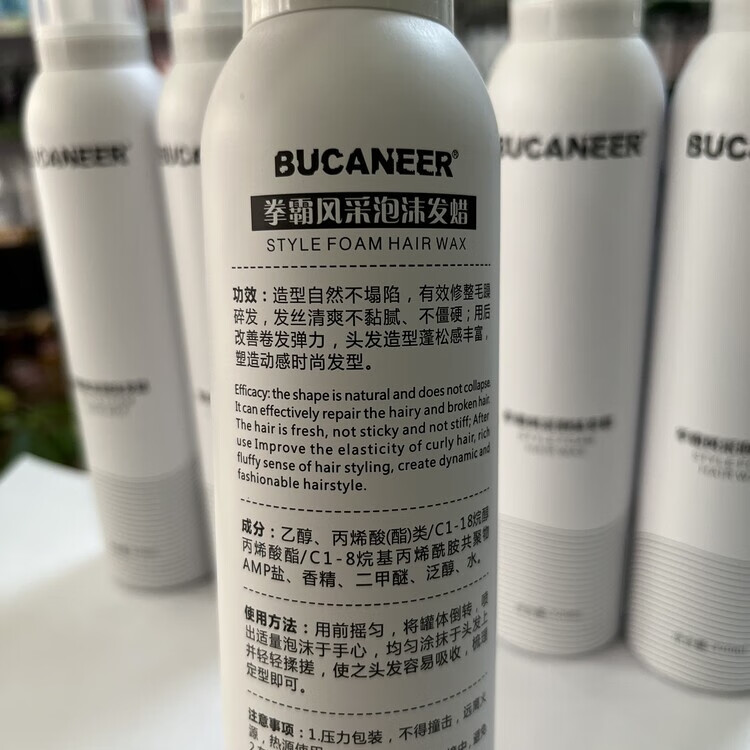 BUCANEER®
拳霸风采泡沫发蜡
STYLE FOAM HAIR WAX
功效：造型自然不塌陷，有效修整毛躁
碎发，发丝清爽不黏腻、不僵硬；用后
改善卷发弹力，头发造型蓬松感丰富，
塑造动感时尚发型。
Efficacy: the shape is natural and does not collapse.
It can effectively repair the hairy and broken hair.
The hair is fresh, not sticky and not stiff; After
use Improve the elasticity of curly hair, rich
fluffy sense of hair styling, create dynamic and
fashionable hairstyle.
成分：乙醇、丙烯酸(酯)类/C1-18烷醇
丙烯酸酯/C1-8烷基丙烯酰胺共聚物
AMP盐、香精、二甲醚、泛醇、水。
使用方法：用前摇匀，将罐体倒转，喷
出适量泡沫于手心，均匀涂抹于头发上
并轻轻揉搓，使之头发容易吸收，梳理
定型即可。
注意事项：1.压力包装，不得撞击，远离火
源，热源使用
BUCANEER
BUCANEER
BUC